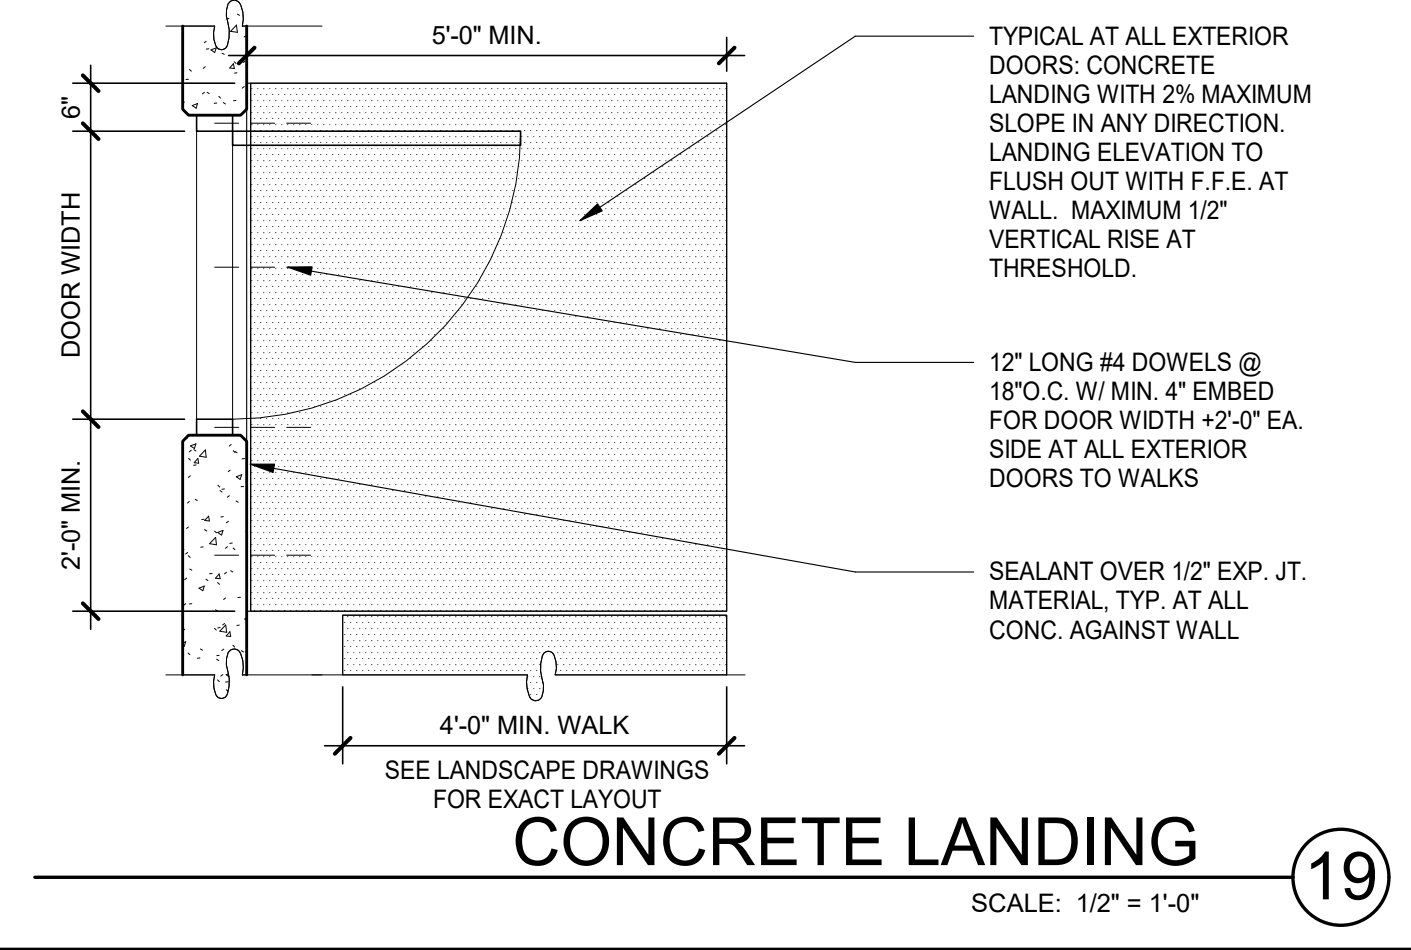 5'-0" MIN.
6"
DOOR WIDTH
2'-0" MIN.
TYPICAL AT ALL EXTERIOR
DOORS: CONCRETE
LANDING WITH 2% MAXIMUM
SLOPE IN ANY DIRECTION.
LANDING ELEVATION TO
FLUSH OUT WITH F.F.E. AT
WALL. MAXIMUM 1/2"
VERTICAL RISE AT
THRESHOLD.
12" LONG #4 DOWELS @
18"O.C. W/ MIN. 4" EMBED
FOR DOOR WIDTH +2'-0" EA.
SIDE AT ALL EXTERIOR
DOORS TO WALKS
SEALANT OVER 1/2" EXP. JT.
MATERIAL, TYP. AT ALL
CONC. AGAINST WALL
4'-0" MIN. WALK
SEE LANDSCAPE DRAWINGS
FOR EXACT LAYOUT
CONCRETE LANDING
19
SCALE: 1/2" = 1'-0"